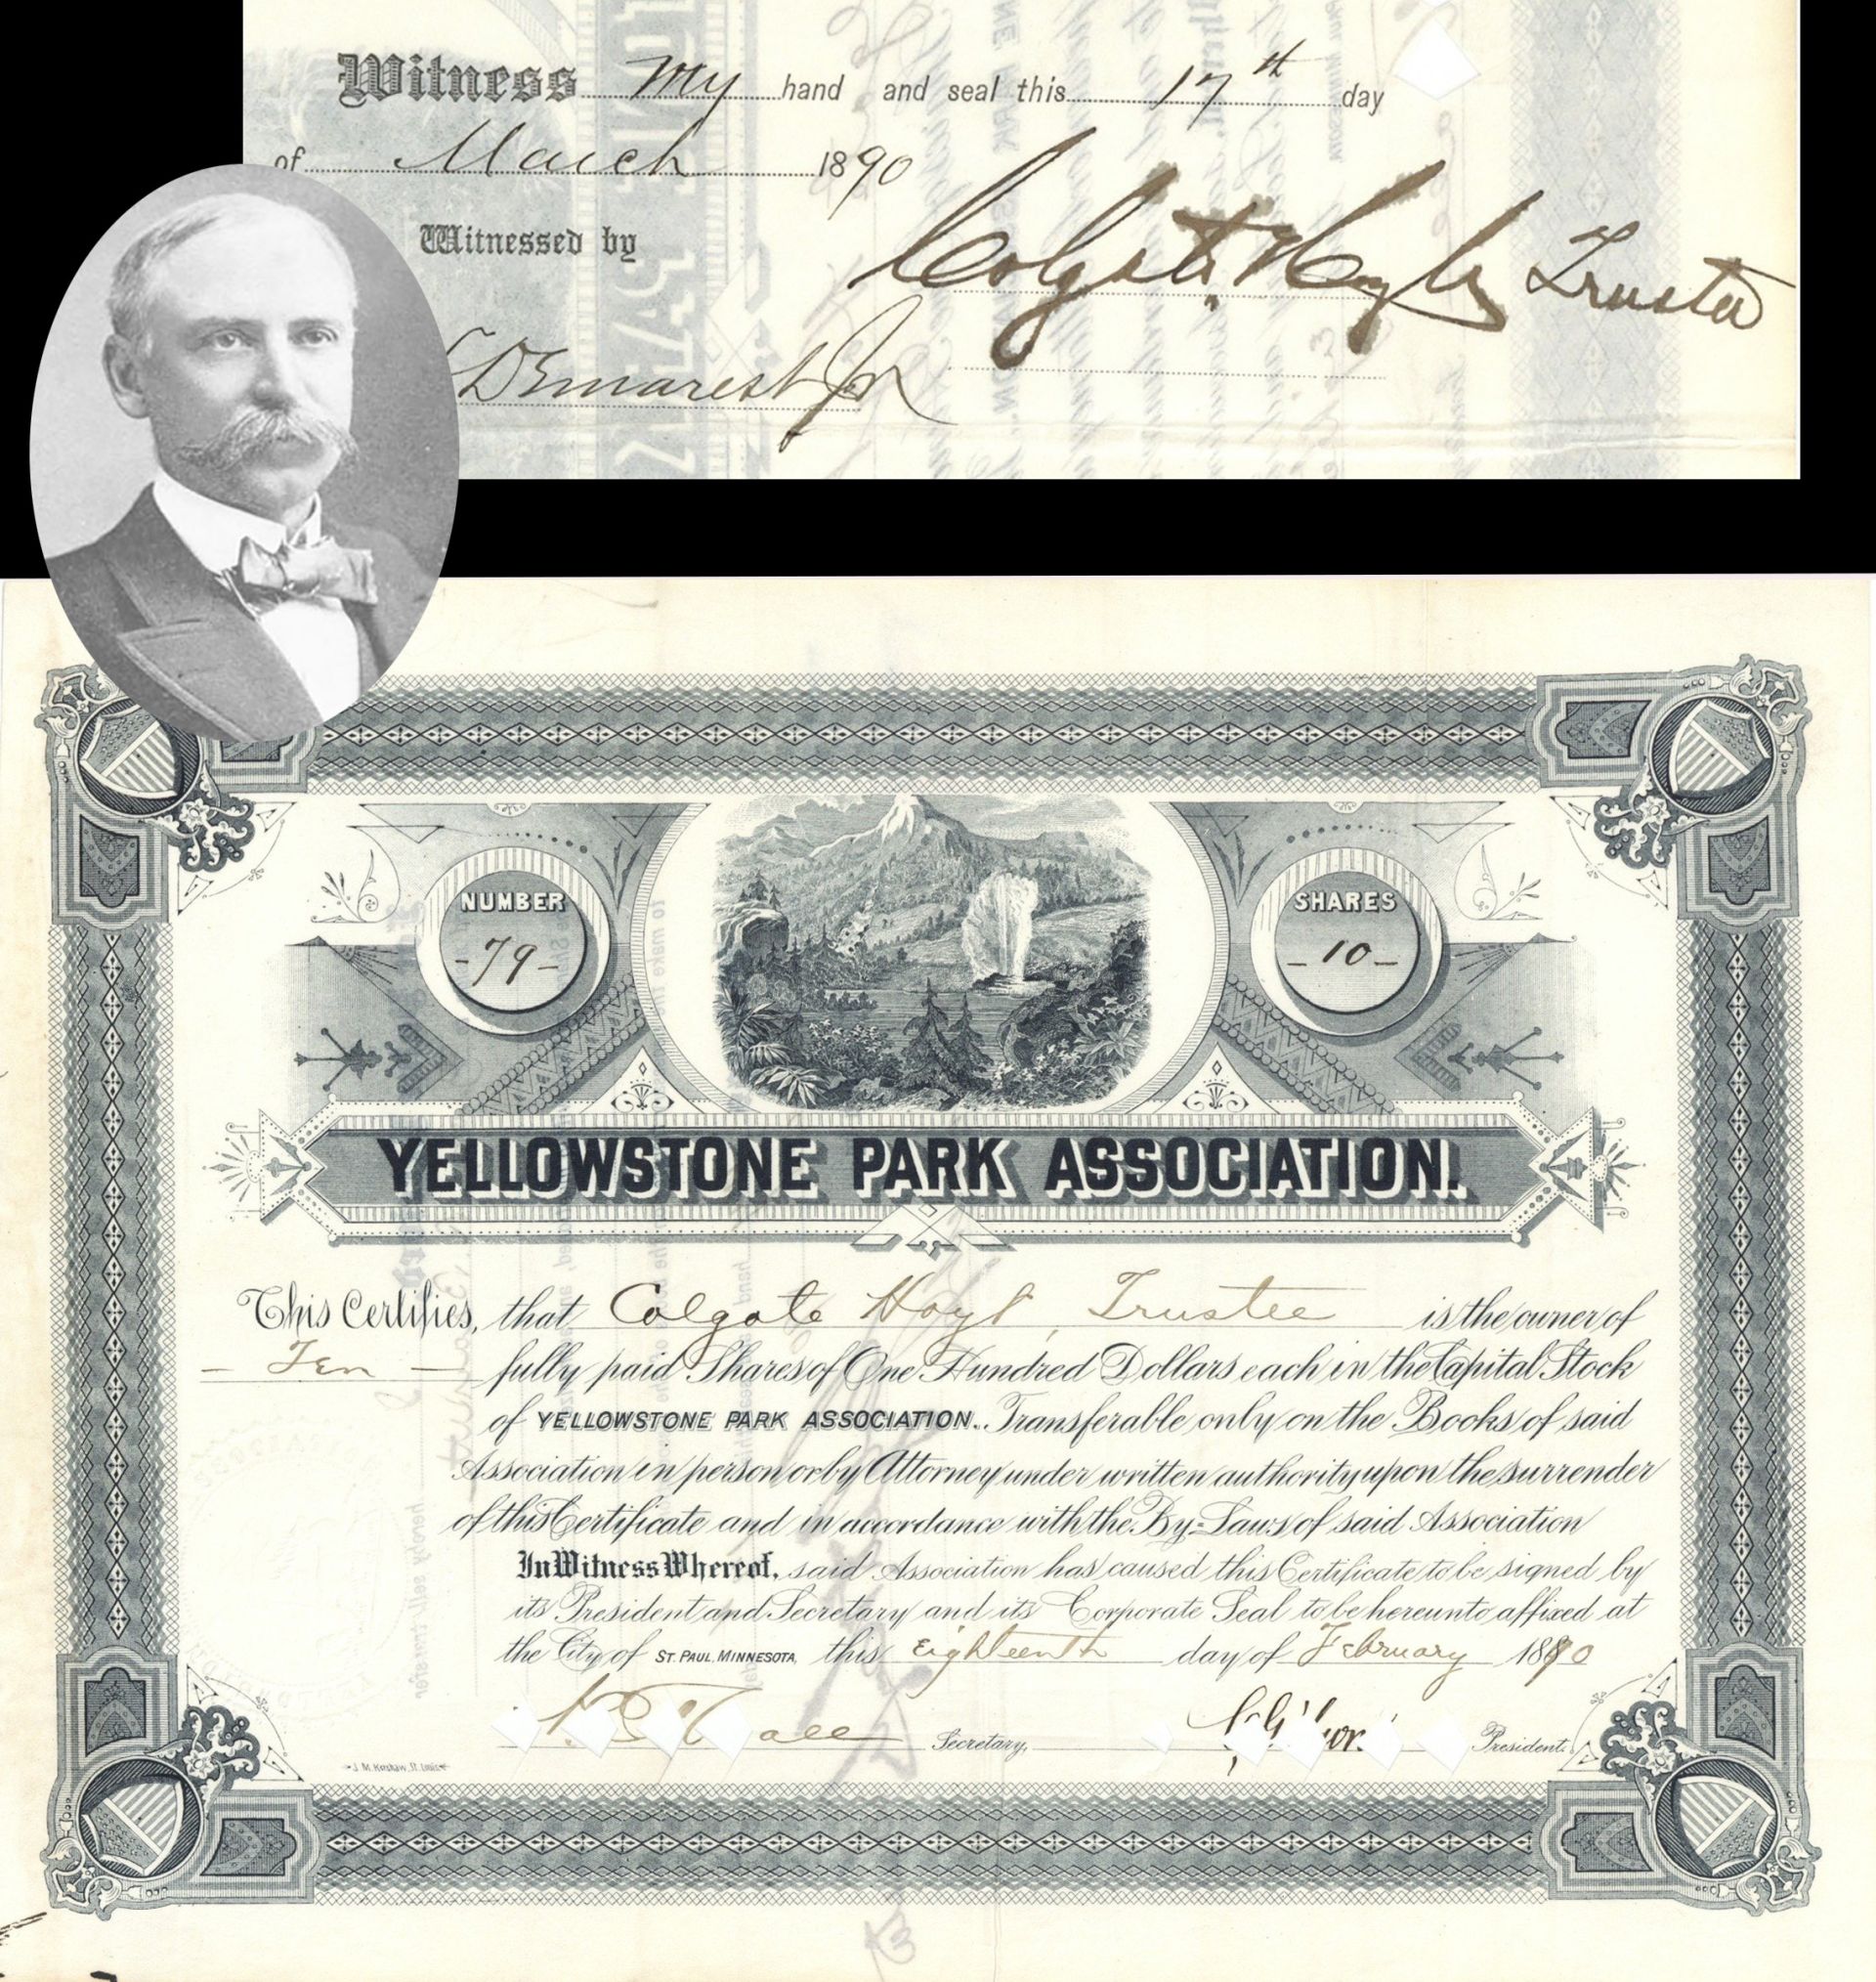 Witness My hand and seal this 17th day
of March 1890
Witnessed by
Colgate Hoyt Trustee
Demarest Jr
NUMBER
-79-
SHARES
-10-
YELLOWSTONE PARK ASSOCIATION.
This Certifies, that Colgate Hoyt, Trustee is the owner of
- Ten - fully paid Shares of One Hundred Dollars each in the Capital Stock
of YELLOWSTONE PARK ASSOCIATION. Transferable only on the Books of said
Association in person or by Attorney under written authority upon the surrender
of this Certificate and in accordance with the By-Laws of said Association
In Witness Whereof, said Association has caused this Certificate to be signed by
its President and Secretary and its Corporate Seal to be hereunto affixed at
the City of ST. PAUL, MINNESOTA, this Eighteenth day of February 1890
Secretary,
President.